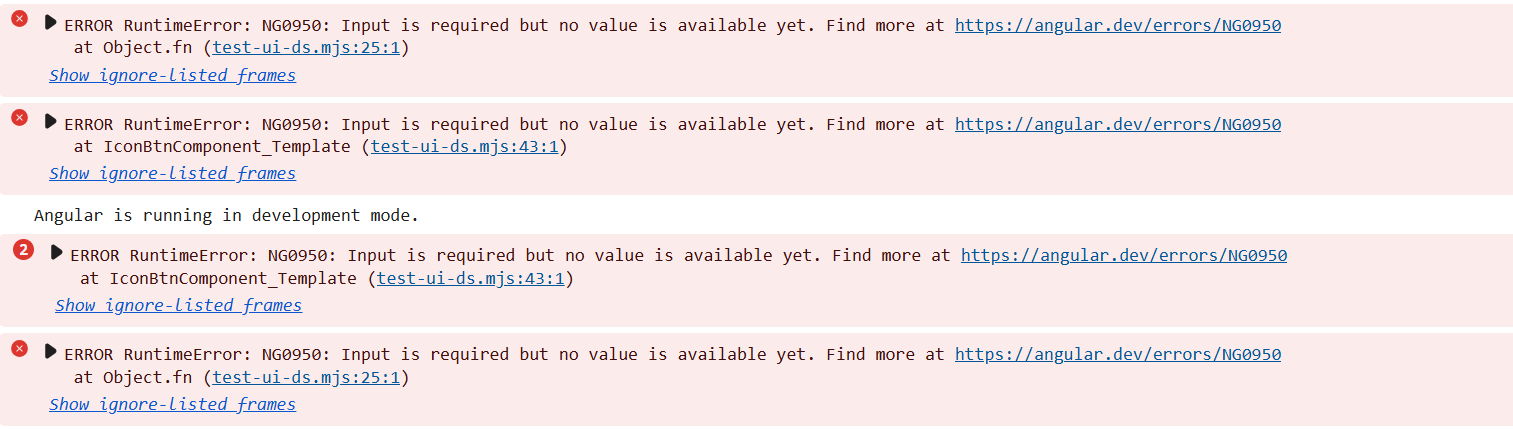 ERROR RuntimeError: NG0950: Input is required but no value is available yet. Find more at https://angular.dev/errors/NG0950
at Object.fn (test-ui-ds.mjs:25:1)
Show ignore-listed frames
ERROR RuntimeError: NG0950: Input is required but no value is available yet. Find more at https://angular.dev/errors/NG0950
at IconBtnComponent_Template (test-ui-ds.mjs:43:1)
Show ignore-listed frames
Angular is running in development mode.
2 ERROR RuntimeError: NG0950: Input is required but no value is available yet. Find more at https://angular.dev/errors/NG0950
at IconBtnComponent_Template (test-ui-ds.mjs:43:1)
Show ignore-listed frames
ERROR RuntimeError: NG0950: Input is required but no value is available yet. Find more at https://angular.dev/errors/NG0950
at Object.fn (test-ui-ds.mjs:25:1)
Show ignore-listed frames